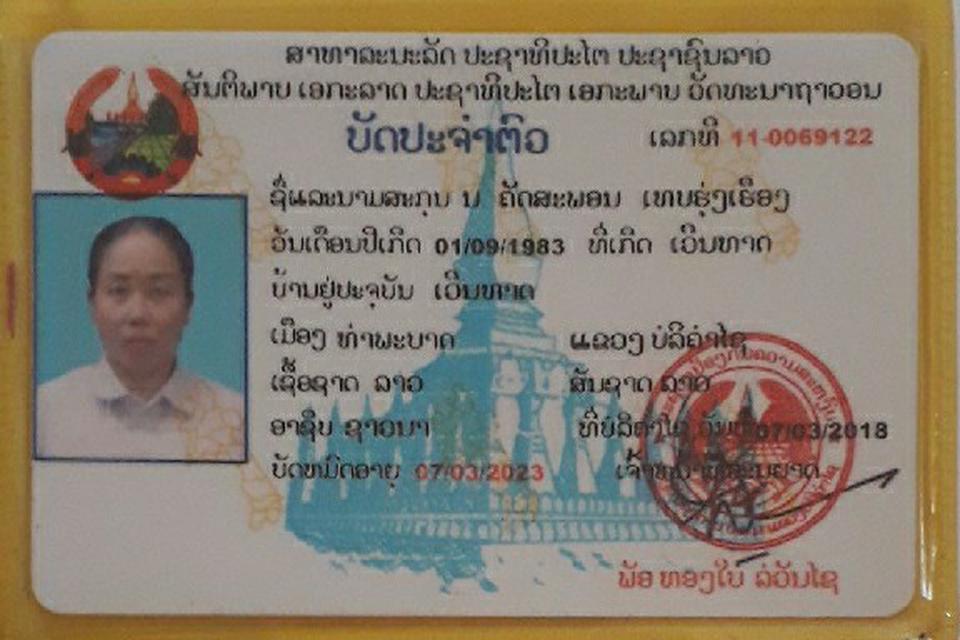 ສາທາລະນະລັດ ປະຊາທິປະໄຕ ປະຊາຊົນລາວ
ສັນຕິພາບ ເອກະລາດ ປະຊາທິປະໄຕ ເອກະພາບ ວັດທະນາຖາວອນ
ບັດປະຈຳຕົວ ເລກທີ 11-0069122
ຊື່ແລະນາມສະກຸນ ນ ຄັດສະພອນ ເທບຮຸ່ງເຮືອງ
ວັນເດືອນປີເກີດ 01/09/1983 ທີ່ເກີດ ເວີນທາດ
ບ້ານຢູ່ປະຈຸບັນ ເວີນທາດ
ເມືອງ ທ່າພະບາດ ແຂວງ ບໍລິຄຳໄຊ
ເຊື້ອຊາດ ລາວ ສັນຊາດ ລາວ
ອາຊີບ ຊາວນາ ທີ່ບໍລິຄຳໄຊ ວັນທີ 07/03/2018
ບັດຫມົດອາຍຸ 07/03/2023
ພັອ ທອງໃບ ລໍວັນໄຊ